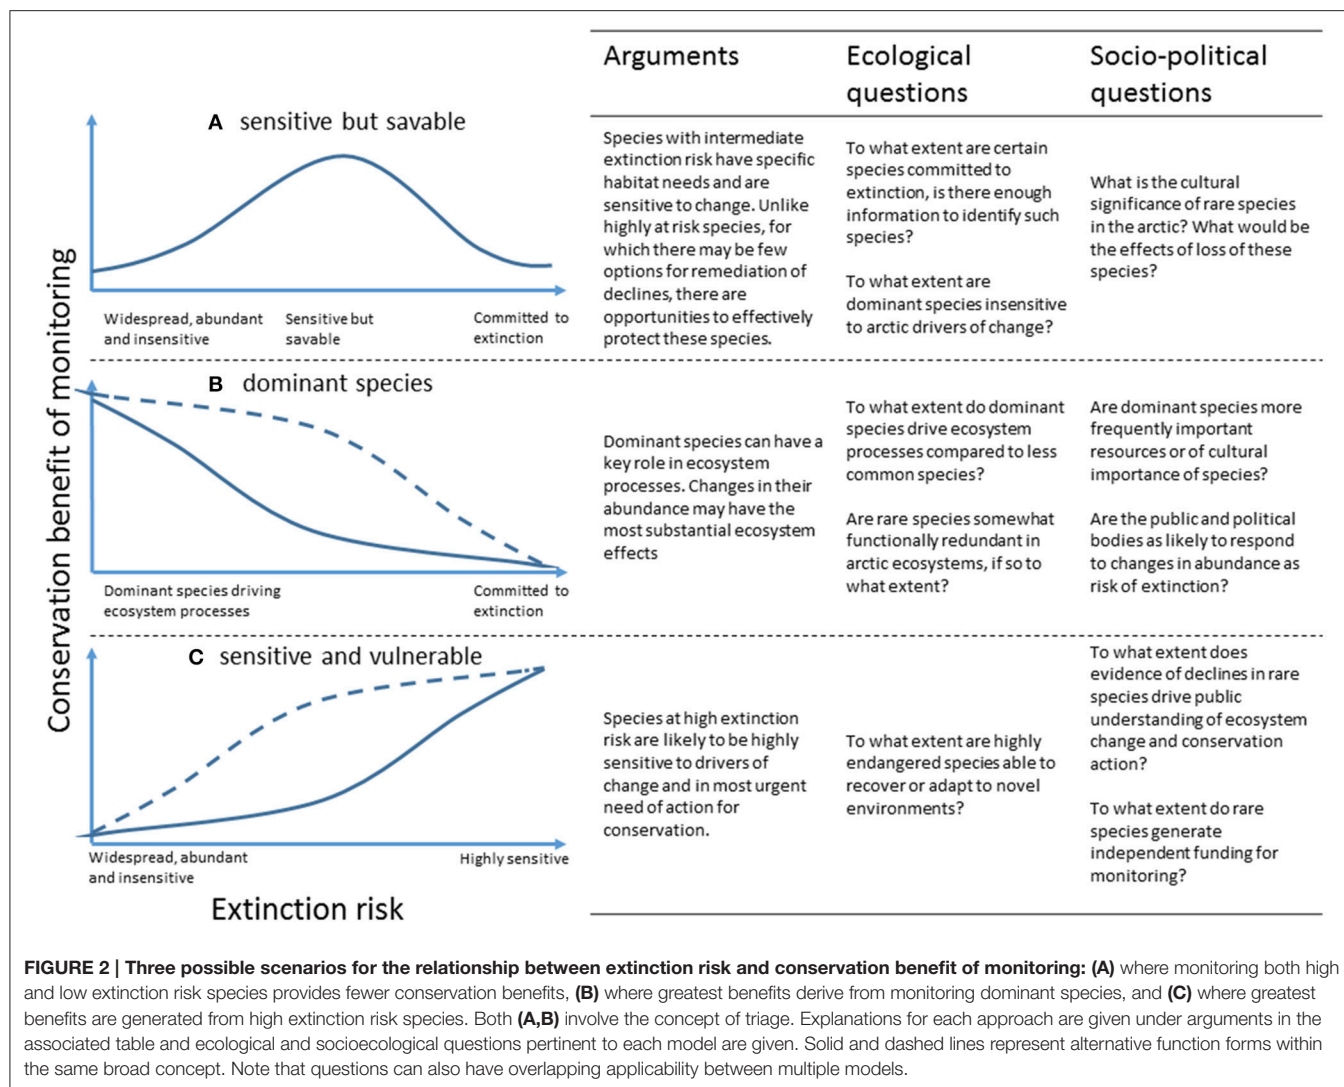 Arguments
Ecological
questions
Socio-political
questions
Conservation benefit of monitoring
A sensitive but savable
Widespread, abundant
and insensitive
Sensitive but
savable
Committed to
extinction
Species with intermediate
extinction risk have specific
habitat needs and are
sensitive to change. Unlike
highly at risk species, for
which there may be few
options for remediation of
declines, there are
opportunities to effectively
protect these species.
To what extent are certain
species committed to
extinction, is there enough
information to identify such
species?
To what extent are
dominant species insensitive
to arctic drivers of change?
What is the cultural
significance of rare species
in the arctic? What would be
the effects of loss of these
species?
B dominant species
Dominant species driving
ecosystem processes
Committed to
extinction
Dominant species can have a
key role in ecosystem
processes. Changes in their
abundance may have the
most substantial ecosystem
effects
To what extent do dominant
species drive ecosystem
processes compared to less
common species?
Are rare species somewhat
functionally redundant in
arctic ecosystems, if so to
what extent?
Are dominant species more
frequently important
resources or of cultural
importance of species?
Are the public and political
bodies as likely to respond
to changes in abundance as
risk of extinction?
C sensitive and vulnerable
Widespread, abundant
and insensitive
Highly sensitive
Extinction risk
Species at high extinction
risk are likely to be highly
sensitive to drivers of
change and in most urgent
need of action for
conservation.
To what extent are highly
endangered species able to
recover or adapt to novel
environments?
To what extent does
evidence of declines in rare
species drive public
understanding of ecosystem
change and conservation
action?
To what extent do rare
species generate
independent funding for
monitoring?
FIGURE 2 | Three possible scenarios for the relationship between extinction risk and conservation benefit of monitoring: (A) where monitoring both high
and low extinction risk species provides fewer conservation benefits, (B) where greatest benefits derive from monitoring dominant species, and (C) where greatest
benefits are generated from high extinction risk species. Both (A,B) involve the concept of triage. Explanations for each approach are given under arguments in the
associated table and ecological and socioecological questions pertinent to each model are given. Solid and dashed lines represent alternative function forms within
the same broad concept. Note that questions can also have overlapping applicability between multiple models.